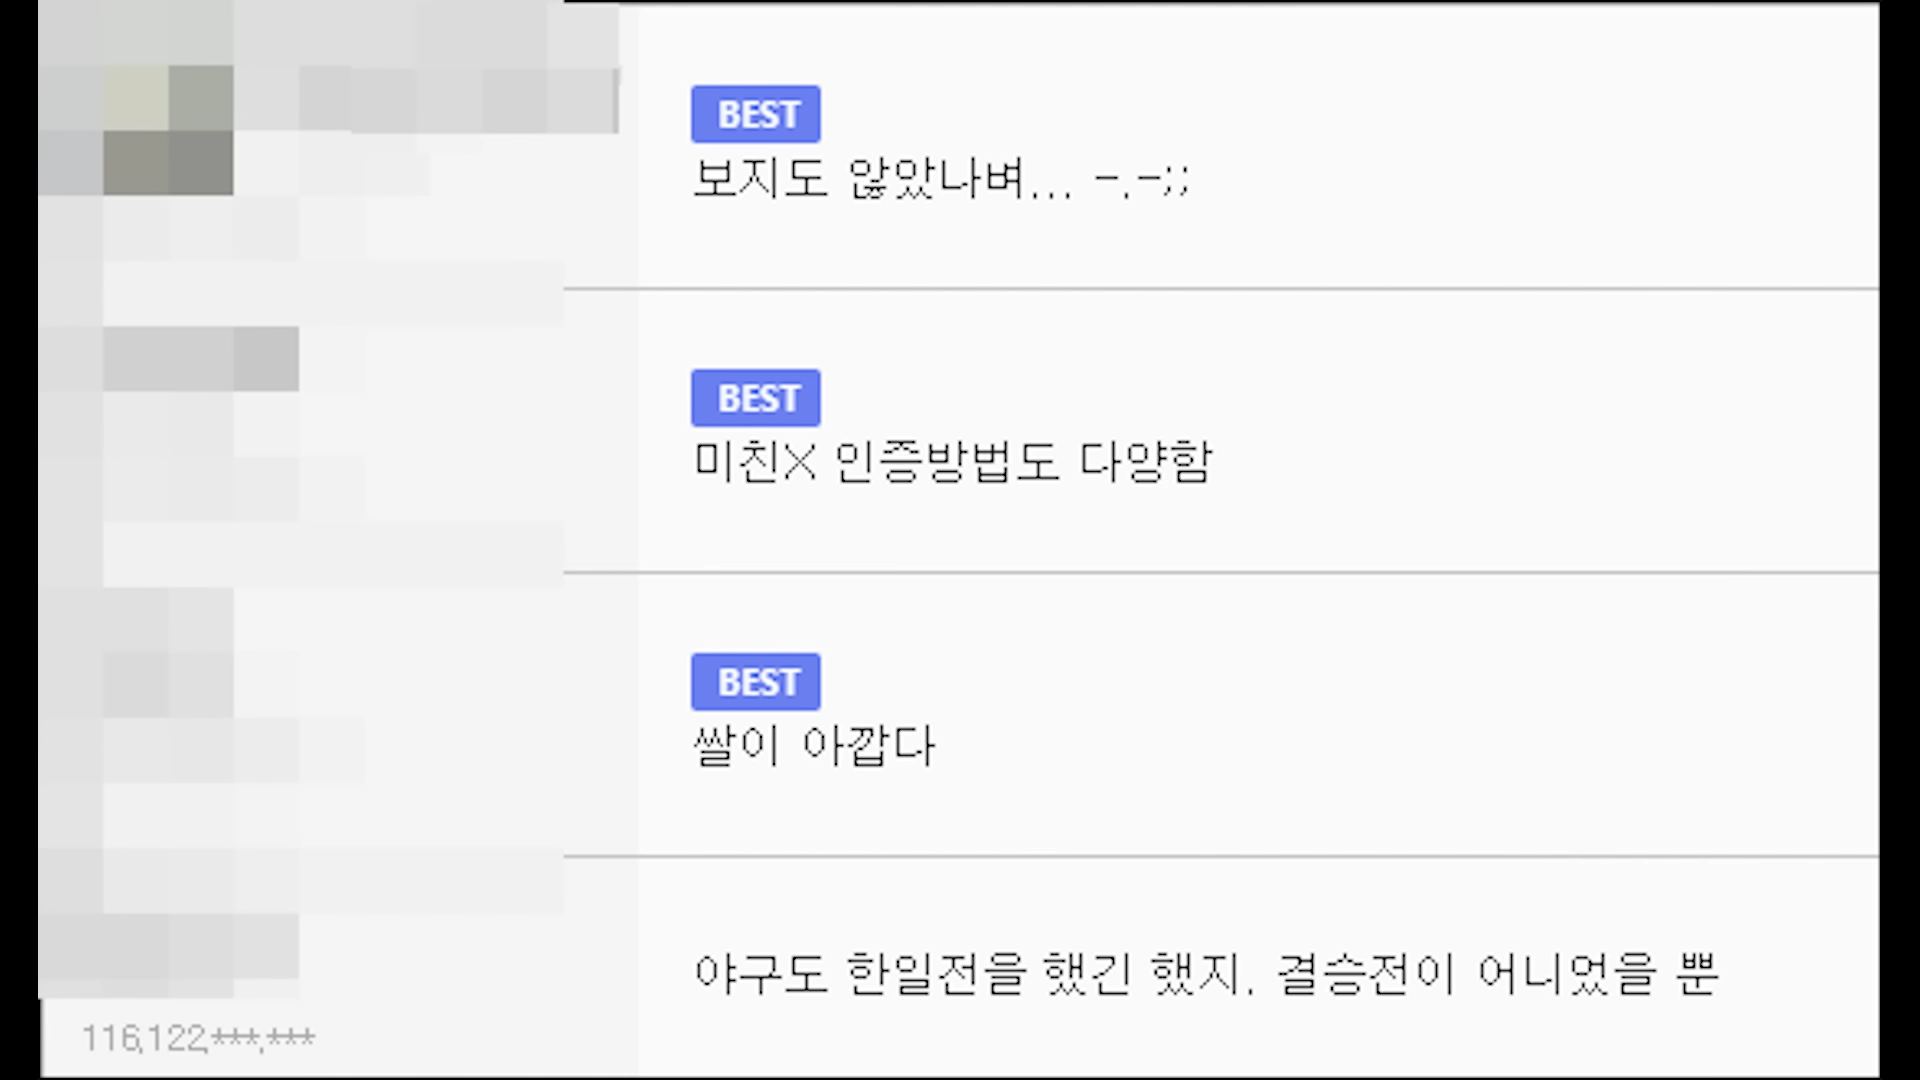 BEST
보지도 않았나벼... -.-;;
BEST
미친X 인증방법도 다양함
BEST
쌀이 아깝다
야구도 한일전을 했긴 했지. 결승전이 어니었을 뿐
116,122,***,***